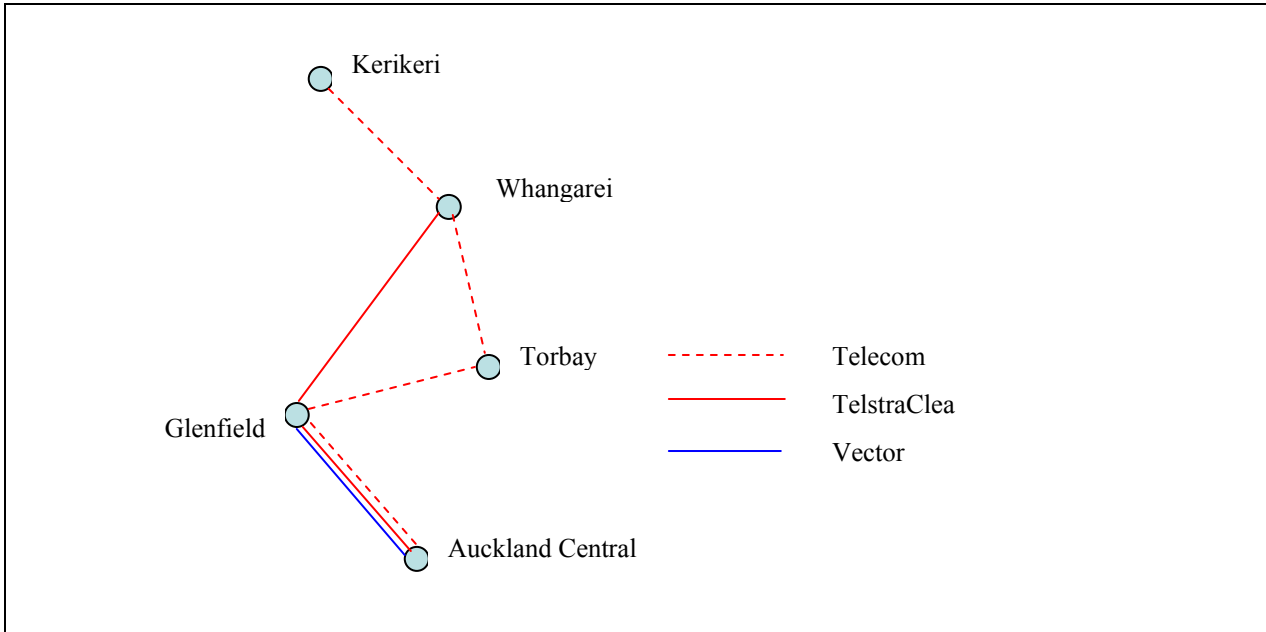 Kerikeri
Whangarei
Torbay
Telecom
TelstraClea
Glenfield
Vector
Auckland Central